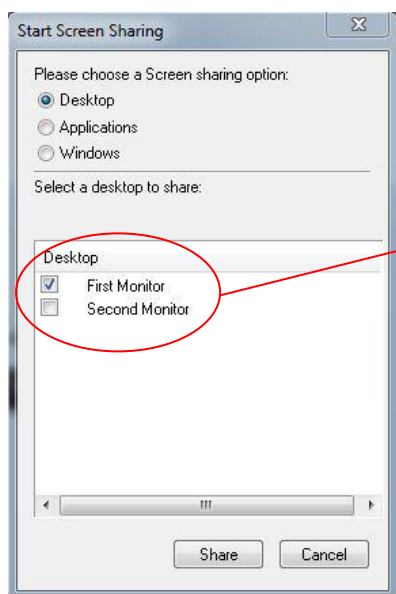 Start Screen Sharing
Please choose a Screen sharing option:
Desktop
Applications
Windows
Select a desktop to share:
Desktop
First Monitor
Second Monitor
Share Cancel